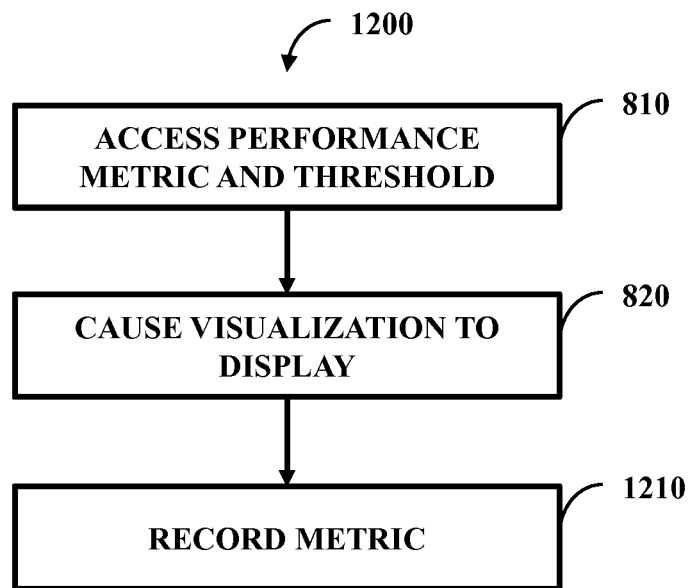 1200
810
ACCESS PERFORMANCE
METRIC AND THRESHOLD
820
CAUSE VISUALIZATION TO
DISPLAY
1210
RECORD METRIC